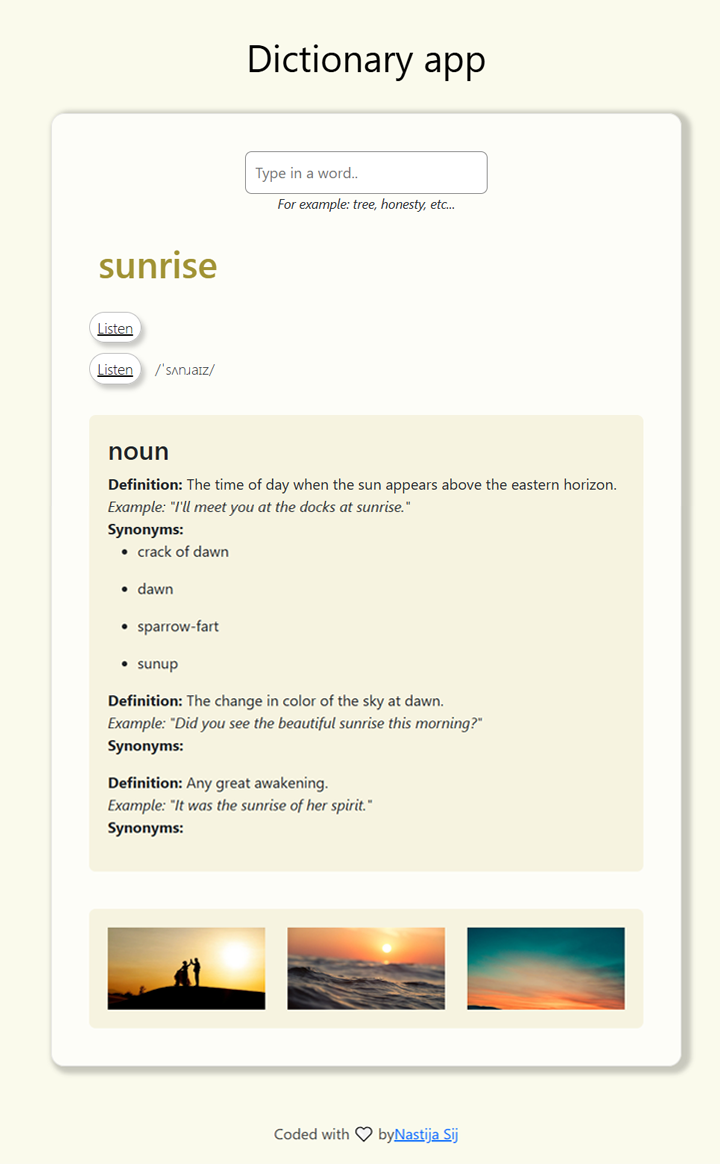 Dictionary app
Type in a word..
For example: tree, honesty, etc...
sunrise
Listen
Listen /ˈsʌnɹaɪz/
noun
Definition: The time of day when the sun appears above the eastern horizon.
Example: "I'll meet you at the docks at sunrise."
Synonyms:
• crack of dawn
• dawn
• sparrow-fart
• sunup
Definition: The change in color of the sky at dawn.
Example: "Did you see the beautiful sunrise this morning?"
Synonyms:
Definition: Any great awakening.
Example: "It was the sunrise of her spirit."
Synonyms:
Coded with ♡ byNastija Sij